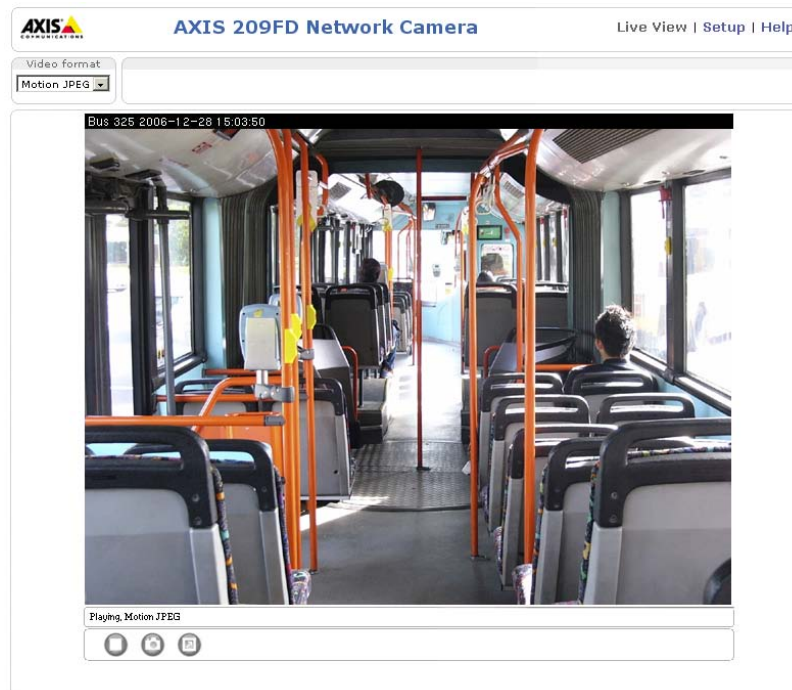 AXIS
COMMUNICATIONS
AXIS 209FD Network Camera
Live View | Setup | Help
Video format
Motion JPEG
Bus 325 2006-12-28 15:03:50
Playing, Motion JPEG